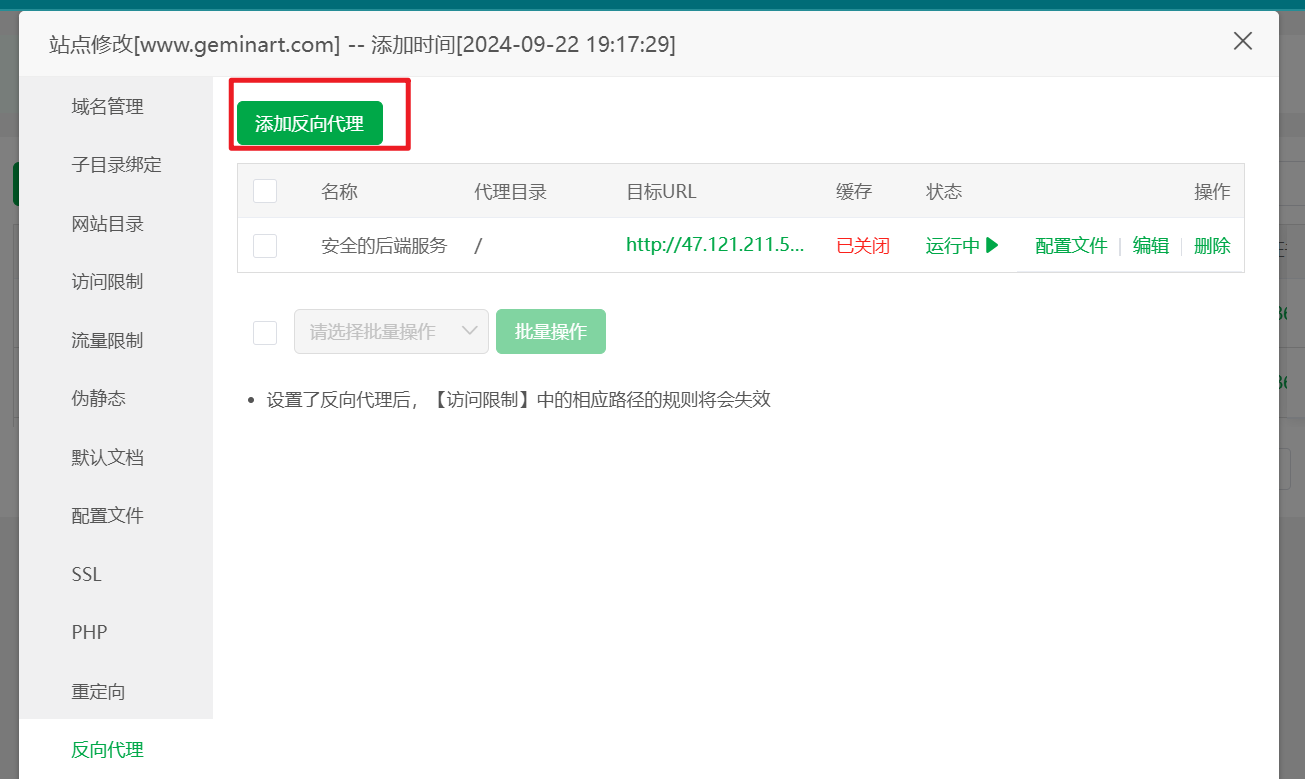 站点修改[www.geminart.com] -- 添加时间[2024-09-22 19:17:29]
域名管理
子目录绑定
网站目录
访问限制
流量限制
伪静态
默认文档
配置文件
SSL
PHP
重定向
反向代理
添加反向代理
名称 代理目录 目标URL 缓存 状态 操作
安全的后端服务 / http://47.121.211.5... 已关闭 运行中 配置文件 编辑 删除
请选择批量操作 批量操作
设置了反向代理后，【访问限制】中的相应路径的规则将会失效